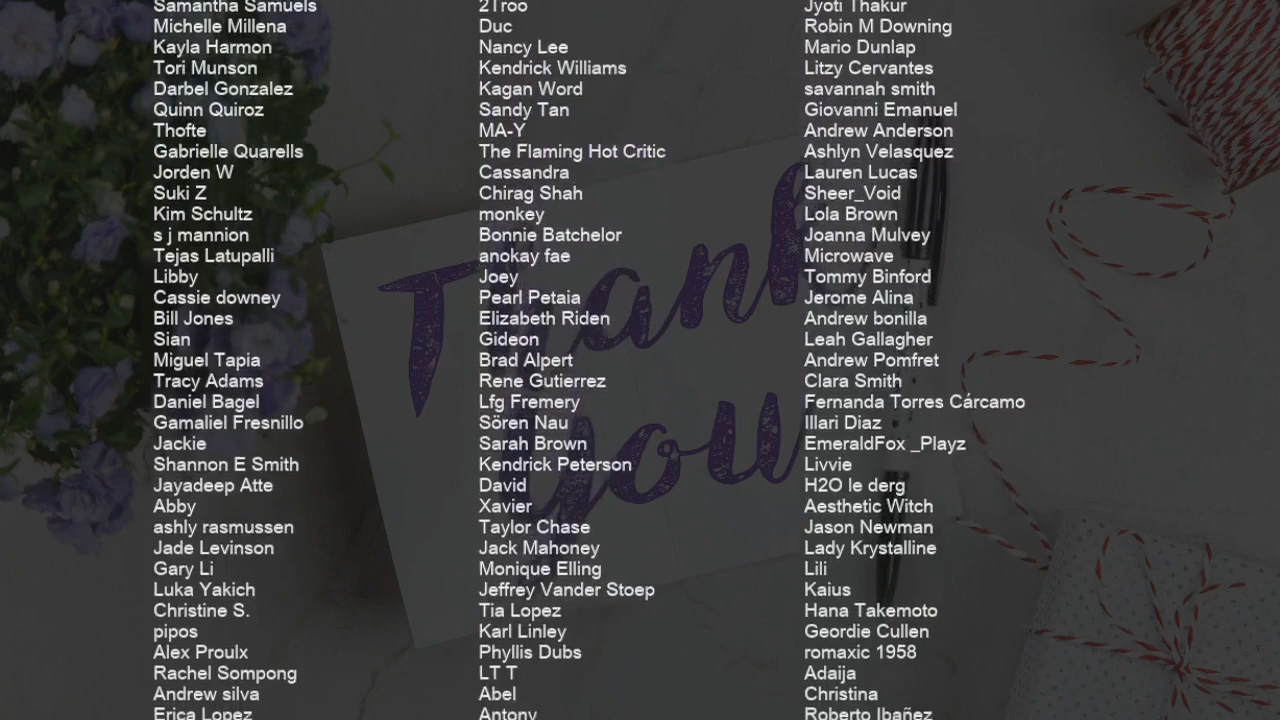 Samantha Samuels
Michelle Millena
Kayla Harmon
Tori Munson
Darbel Gonzalez
Quinn Quiroz
Thofte
Gabrielle Quarells
Jorden W
Suki Z
Kim Schultz
s j mannion
Tejas Latupalli
Libby
Cassie downey
Bill Jones
Sian
Miguel Tapia
Tracy Adams
Daniel Bagel
Gamaliel Fresnillo
Jackie
Shannon E Smith
Jayadeep Atte
Abby
ashly rasmussen
Jade Levinson
Gary Li
Luka Yakich
Christine S.
pipos
Alex Proulx
Rachel Sompong
Andrew silva
Erica Lopez
2Troo
Duc
Nancy Lee
Kendrick Williams
Kagan Word
Sandy Tan
MA-Y
The Flaming Hot Critic
Cassandra
Chirag Shah
monkey
Bonnie Batchelor
anokay fae
Joey
Pearl Petaia
Elizabeth Riden
Gideon
Brad Alpert
Rene Gutierrez
Lfg Fremery
Sören Nau
Sarah Brown
Kendrick Peterson
David
Xavier
Taylor Chase
Jack Mahoney
Monique Elling
Jeffrey Vander Stoep
Tia Lopez
Karl Linley
Phyllis Dubs
LT T
Abel
Antony
Jyoti Thakur
Robin M Downing
Mario Dunlap
Litzy Cervantes
savannah smith
Giovanni Emanuel
Andrew Anderson
Ashlyn Velasquez
Lauren Lucas
Sheer_Void
Lola Brown
Joanna Mulvey
Microwave
Tommy Binford
Jerome Alina
Andrew bonilla
Leah Gallagher
Andrew Pomfret
Clara Smith
Fernanda Torres Cárcamo
Illari Diaz
EmeraldFox _Playz
Livvie
H2O le derg
Aesthetic Witch
Jason Newman
Lady Krystalline
Lili
Kaius
Hana Takemoto
Geordie Cullen
romaxic 1958
Adaija
Christina
Roberto Ibañez
Thank
you